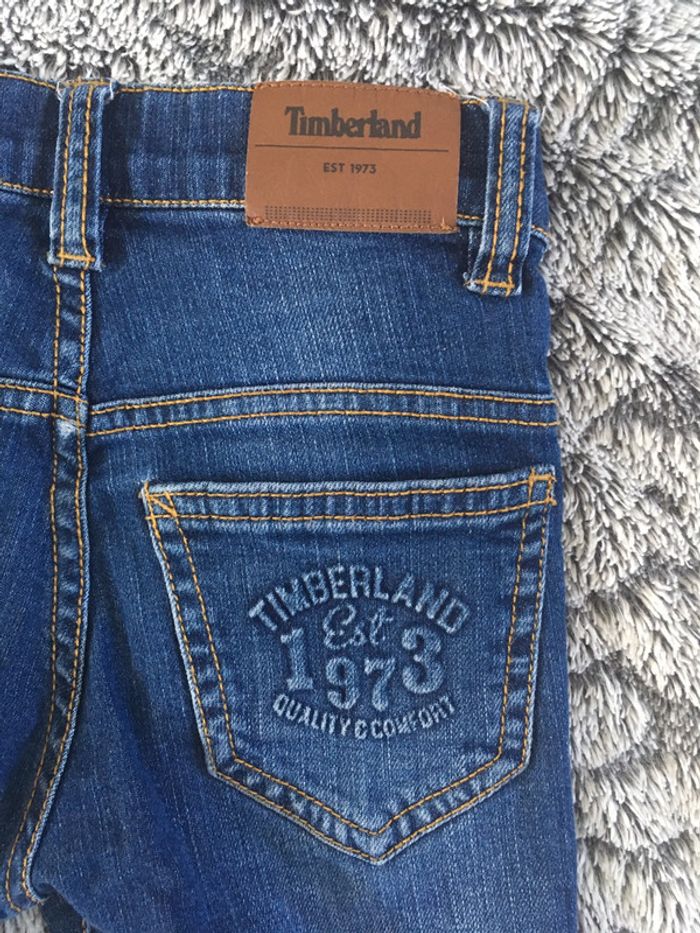 Timberland
EST 1973
TIMBERLAND
Est
1973
QUALITY & COMFORT